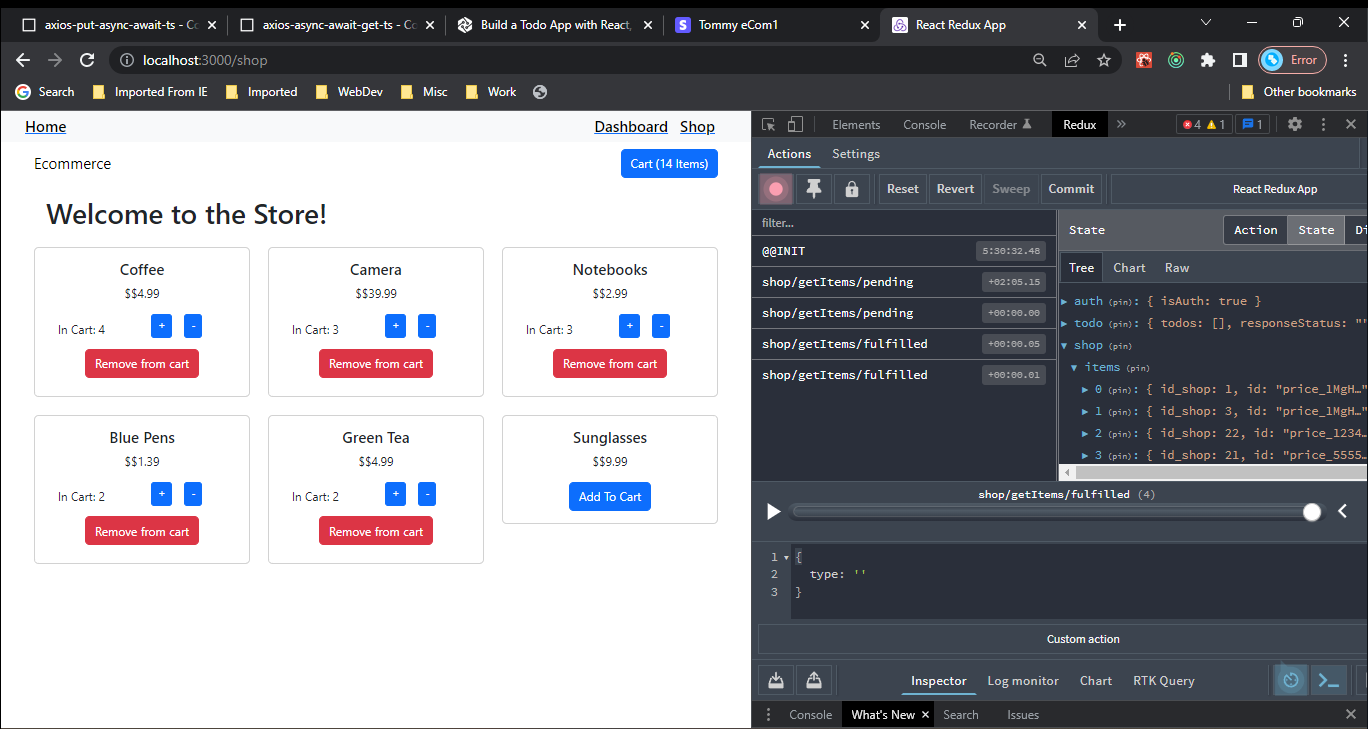 axios-put-async-await-ts - Co
axios-async-await-get-ts - Co
Build a Todo App with React,
Tommy eCom1
React Redux App
localhost:3000/shop
Error
Search
Imported From IE
Imported
WebDev
Misc
Work
Other bookmarks
Home
Dashboard
Shop
Ecommerce
Cart (14 Items)
Welcome to the Store!
Coffee
$$4.99
In Cart: 4
+
-
Remove from cart
Camera
$$39.99
In Cart: 3
+
-
Remove from cart
Notebooks
$$2.99
In Cart: 3
+
-
Remove from cart
Blue Pens
$$1.39
In Cart: 2
+
-
Remove from cart
Green Tea
$$4.99
In Cart: 2
+
-
Remove from cart
Sunglasses
$$9.99
Add To Cart
Elements
Console
Recorder
Redux
4
1
1
Actions
Settings
Reset
Revert
Sweep
Commit
React Redux App
filter...
@@INIT
5:30:32.48
shop/getItems/pending
+02:05.15
shop/getItems/pending
+00:00.00
shop/getItems/fulfilled
+00:00.05
shop/getItems/fulfilled
+00:00.01
State
Action
State
Di
Tree
Chart
Raw
auth (pin): { isAuth: true }
todo (pin): { todos: [], responseStatus: ""
shop (pin)
items (pin)
0 (pin): { id_shop: 1, id: "price_1MgH…"
1 (pin): { id_shop: 3, id: "price_1MgH…"
2 (pin): { id_shop: 22, id: "price_1234…
3 (pin): { id_shop: 21, id: "price_5555…
shop/getItems/fulfilled (4)
1 {
2 type: ''
3 }
Custom action
Inspector
Log monitor
Chart
RTK Query
Console
What's New
Search
Issues